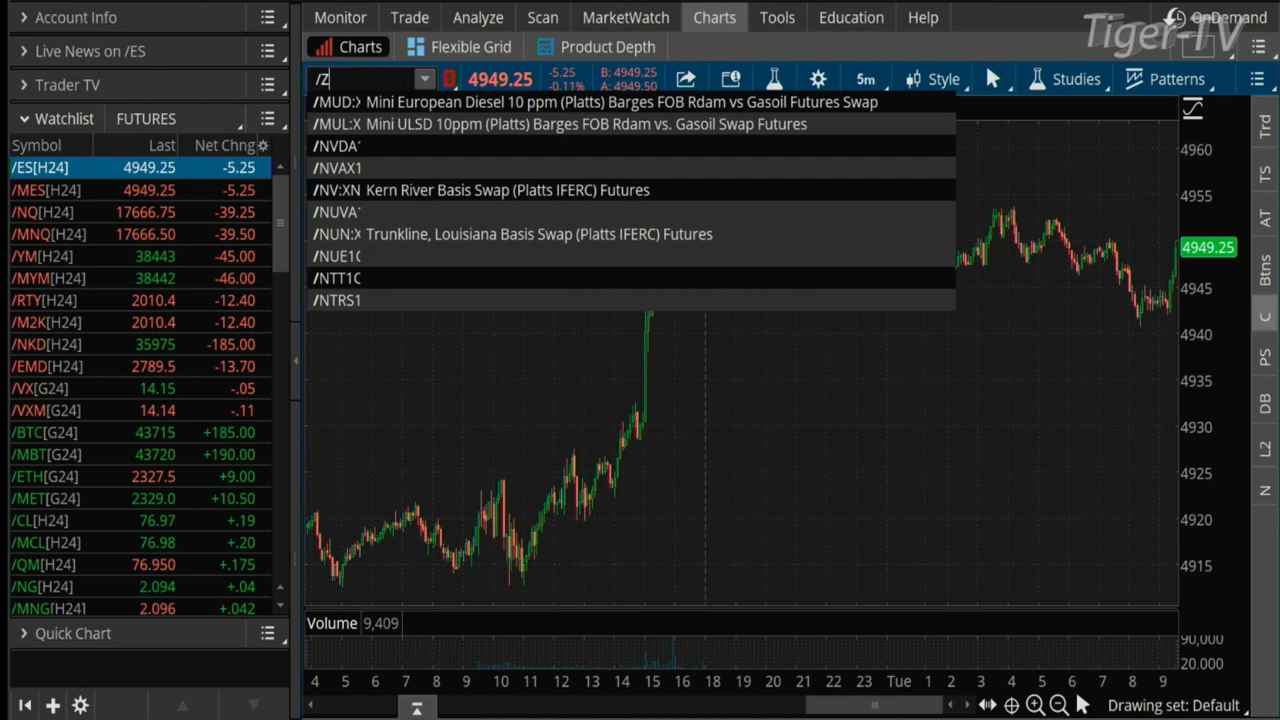 Account Info
Live News on /ES
Trader TV
Watchlist FUTURES
Symbol Last Net Chng
/ES[H24] 4949.25 -5.25
/MES[H24] 4949.25 -5.25
/NQ[H24] 17666.75 -39.25
/MNQ[H24] 17666.50 -39.50
/YM[H24] 38443 -45.00
/MYM[H24] 38442 -46.00
/RTY[H24] 2010.4 -12.40
/M2K[H24] 2010.4 -12.40
/NKD[H24] 35975 -185.00
/EMD[H24] 2789.5 -13.70
/VX[G24] 14.15 -.05
/VXM[G24] 14.14 -.11
/BTC[G24] 43715 +185.00
/MBT[G24] 43720 +190.00
/ETH[G24] 2327.5 +9.00
/MET[G24] 2329.0 +10.50
/CL[H24] 76.97 +.19
/MCL[H24] 76.98 +.20
/QM[H24] 76.950 +.175
/NG[H24] 2.094 +.04
/MNG[H24] 2.096 +.042
Quick Chart
Monitor Trade Analyze Scan MarketWatch Charts Tools Education Help
OnDemand
Tiger-TV
Charts Flexible Grid Product Depth
/Z 4949.25 -5.25 -0.11% B: 4949.25 A: 4949.50 5m Style Studies Patterns
/MUD:X Mini European Diesel 10 ppm (Platts) Barges FOB Rdam vs Gasoil Futures Swap
/MUL:X Mini ULSD 10ppm (Platts) Barges FOB Rdam vs. Gasoil Swap Futures
/NVDA1
/NVAX1
/NV:XN Kern River Basis Swap (Platts IFERC) Futures
/NUVA1
/NUN:X Trunkline, Louisiana Basis Swap (Platts IFERC) Futures
/NUE1C
/NTT1C
/NTRS1
4960
4955
4949.25
4945
4940
4935
4930
4925
4920
4915
Volume 9,409
90,000
20,000
4 5 6 7 8 9 10 11 12 13 14 15 16 17 18 19 20 21 22 23 Tue 1 2 3 4 5 6 7 8 9
Drawing set: Default
Trd
TS
AT
Btns
C
PS
DB
L2
N